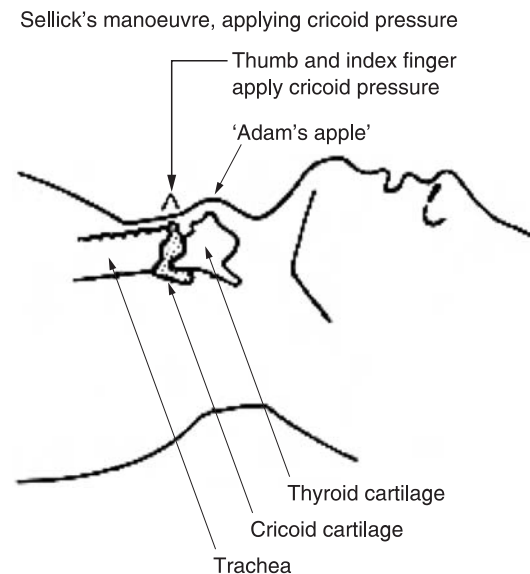 Sellick's manoeuvre, applying cricoid pressure
Thumb and index finger
apply cricoid pressure
‘Adam's apple’
Thyroid cartilage
Cricoid cartilage
Trachea